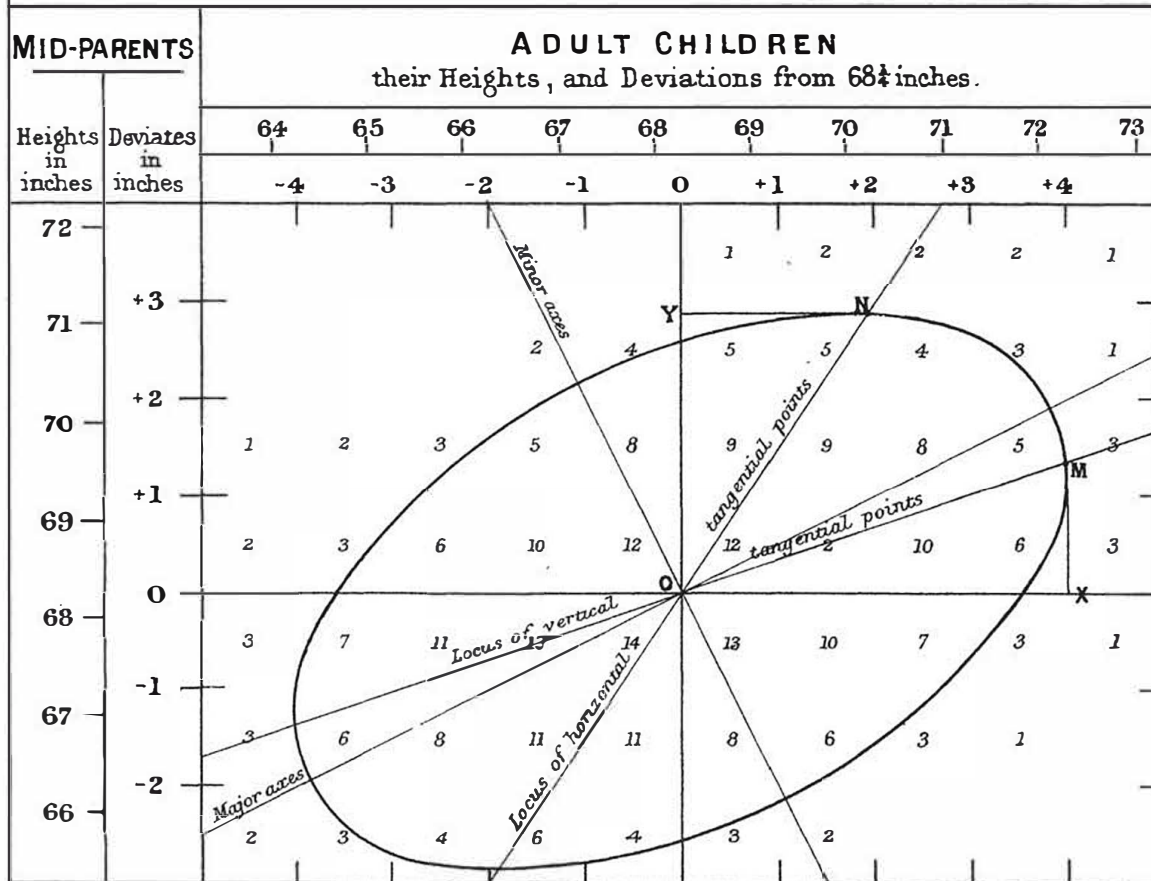 MID-PARENTS
ADULT CHILDREN
their Heights, and Deviations from 68¼ inches.
Heights in inches
Deviates in inches
64 65 66 67 68 69 70 71 72 73
-4 -3 -2 -1 0 +1 +2 +3 +4
72
1 2 2 2 1
Minor axes
+3
Y N
71
2 4 5 5 4 3 1
+2
70
1 2 3 5 8 9 9 8 5 3
tangential points
M
+1
69
tangential points
2 3 6 10 12 12 2 10 6 3
0 O X
68
Locus of vertical
3 7 11 13 14 13 10 7 3 1
-1
67
Locus of horizontal
3 6 8 11 11 8 6 3 1
-2
Major axes
66
2 3 4 6 4 3 2